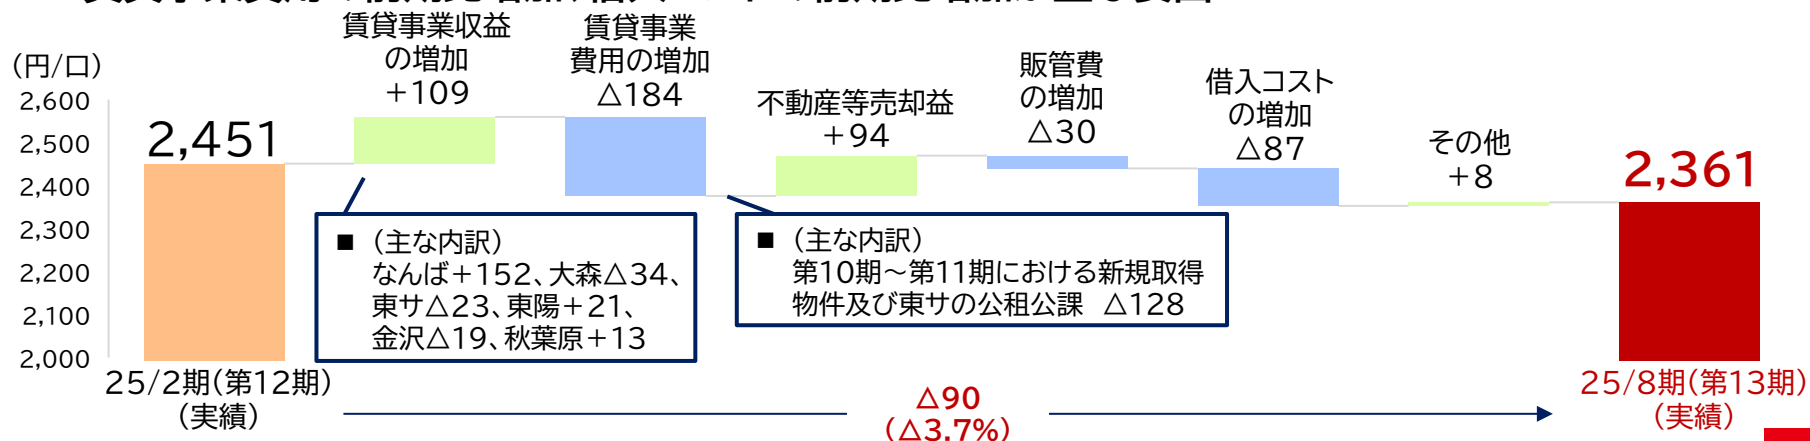 (円/口)
2,600
2,500
2,400
2,300
2,200
2,100
2,000
2,451
賃貸事業収益
の増加
+109
賃貸事業
費用の増加
△184
不動産等売却益
+94
販管費
の増加
△30
借入コスト
の増加
△87
その他
+8
2,361
■ (主な内訳)
なんば+152、大森△34、
東サ△23、東陽+21、
金沢△19、秋葉原+13
■ (主な内訳)
第10期～第11期における新規取得
物件及び東サの公租公課 △128
25/2期(第12期)
(実績)
△90
(△3.7%)
25/8期(第13期)
(実績)